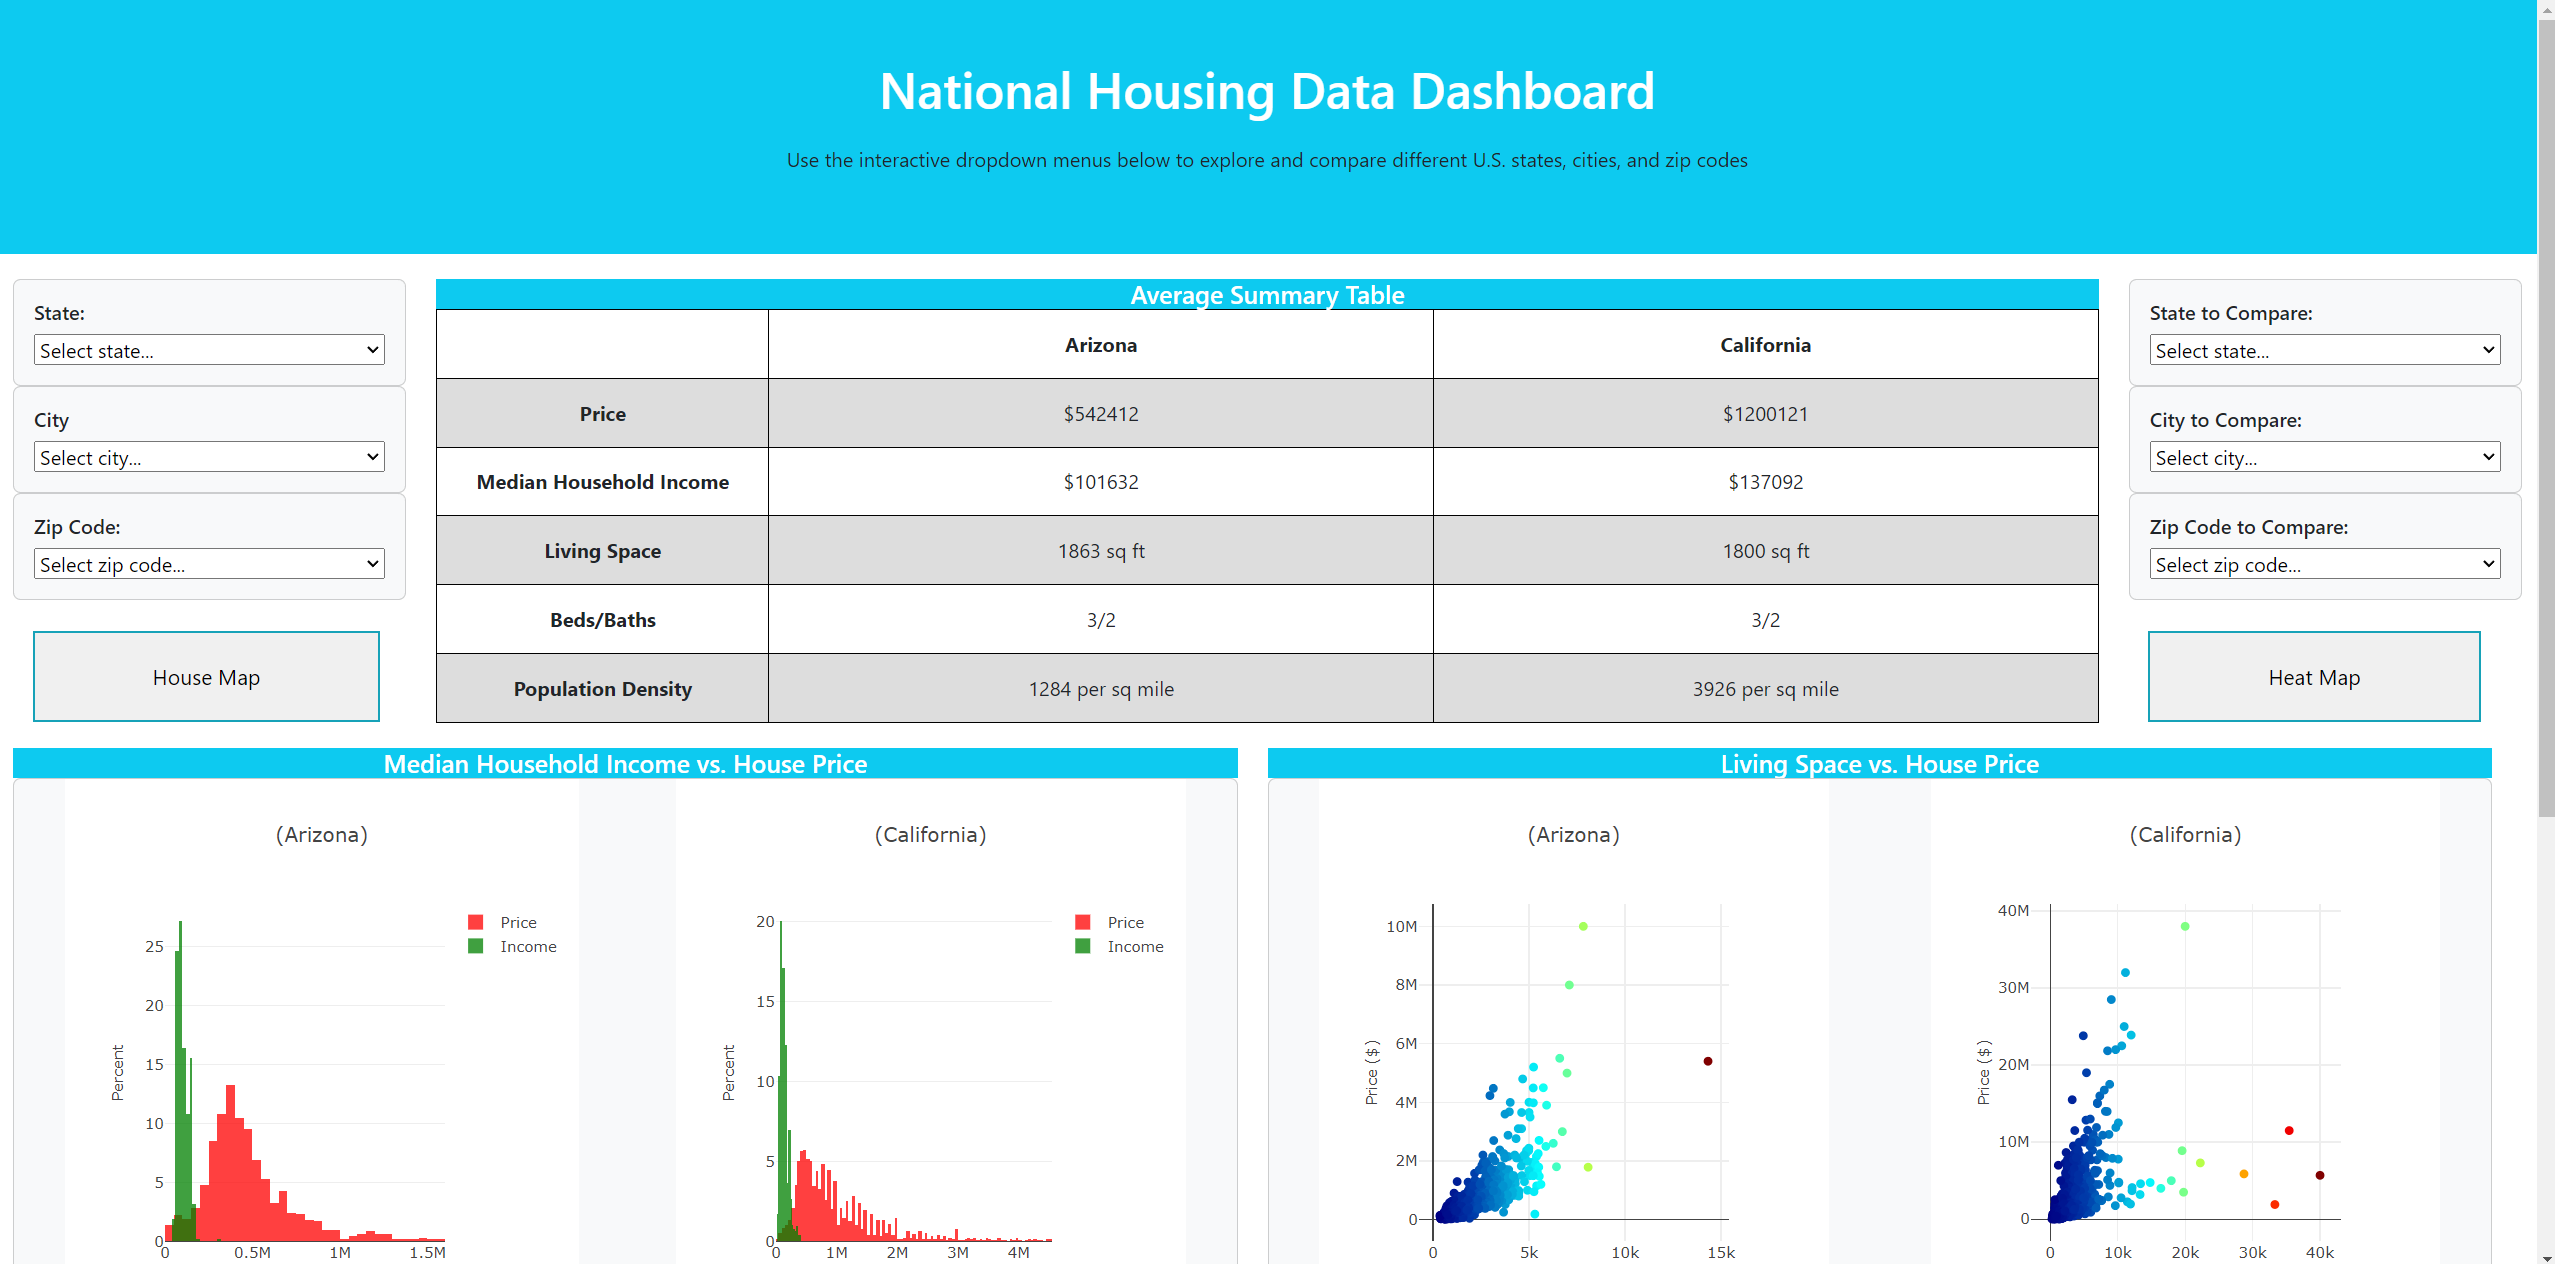 National Housing Data Dashboard
Use the interactive dropdown menus below to explore and compare different U.S. states, cities, and zip codes
State:
Select state...
City
Select city...
Zip Code:
Select zip code...
House Map
Average Summary Table
Arizona California
Price $542412 $1200121
Median Household Income $101632 $137092
Living Space 1863 sq ft 1800 sq ft
Beds/Baths 3/2 3/2
Population Density 1284 per sq mile 3926 per sq mile
State to Compare:
Select state...
City to Compare:
Select city...
Zip Code to Compare:
Select zip code...
Heat Map
Median Household Income vs. House Price
(Arizona)
Price
Income
Percent
25
20
15
10
5
0
0 0.5M 1M 1.5M
(California)
Price
Income
Percent
20
15
10
5
0
0 1M 2M 3M 4M
Living Space vs. House Price
(Arizona)
Price ($)
10M
8M
6M
4M
2M
0
0 5k 10k 15k
(California)
Price ($)
40M
30M
20M
10M
0
0 10k 20k 30k 40k